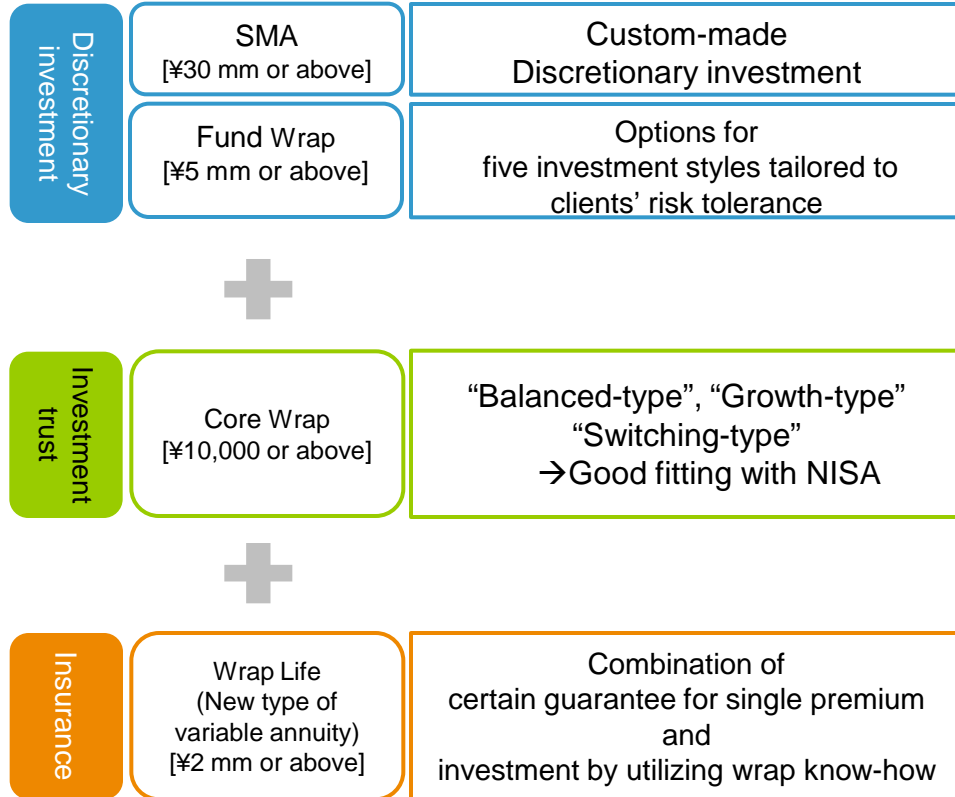 Discretionary
investment
SMA
[¥30 mm or above]
Custom-made
Discretionary investment
Fund Wrap
[¥5 mm or above]
Options for
five investment styles tailored to
clients’ risk tolerance
Investment
trust
Core Wrap
[¥10,000 or above]
“Balanced-type”, “Growth-type”
“Switching-type”
→Good fitting with NISA
Insurance
Wrap Life
(New type of
variable annuity)
[¥2 mm or above]
Combination of
certain guarantee for single premium
and
investment by utilizing wrap know-how